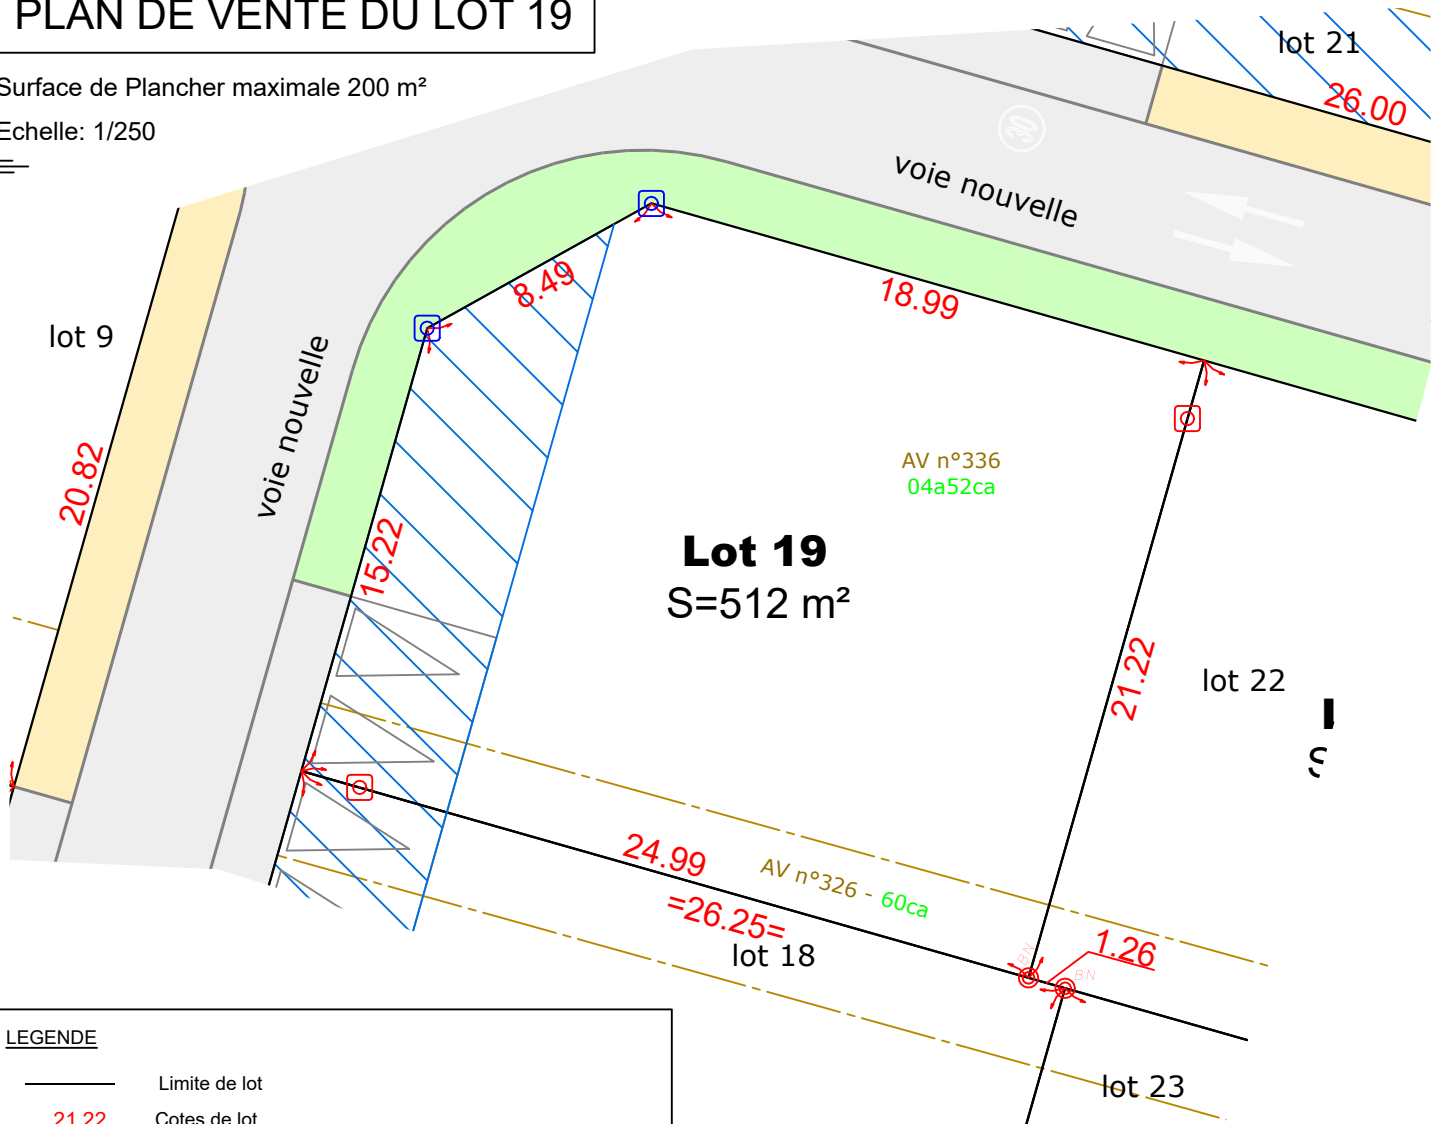 PLAN DE VENTE DU LOT 19
Surface de Plancher maximale 200 m²
Echelle: 1/250
lot 21
26.00
30
voie nouvelle
8.49
18.99
lot 9
voie nouvelle
20.82
15.22
AV n°336
04a52ca
Lot 19
S=512 m²
21.22
lot 22
24.99
=26.25=
AV n°326 - 60ca
lot 18
BN
1.26
BN
lot 23
LEGENDE
Limite de lot
21.22 Cotes de lot